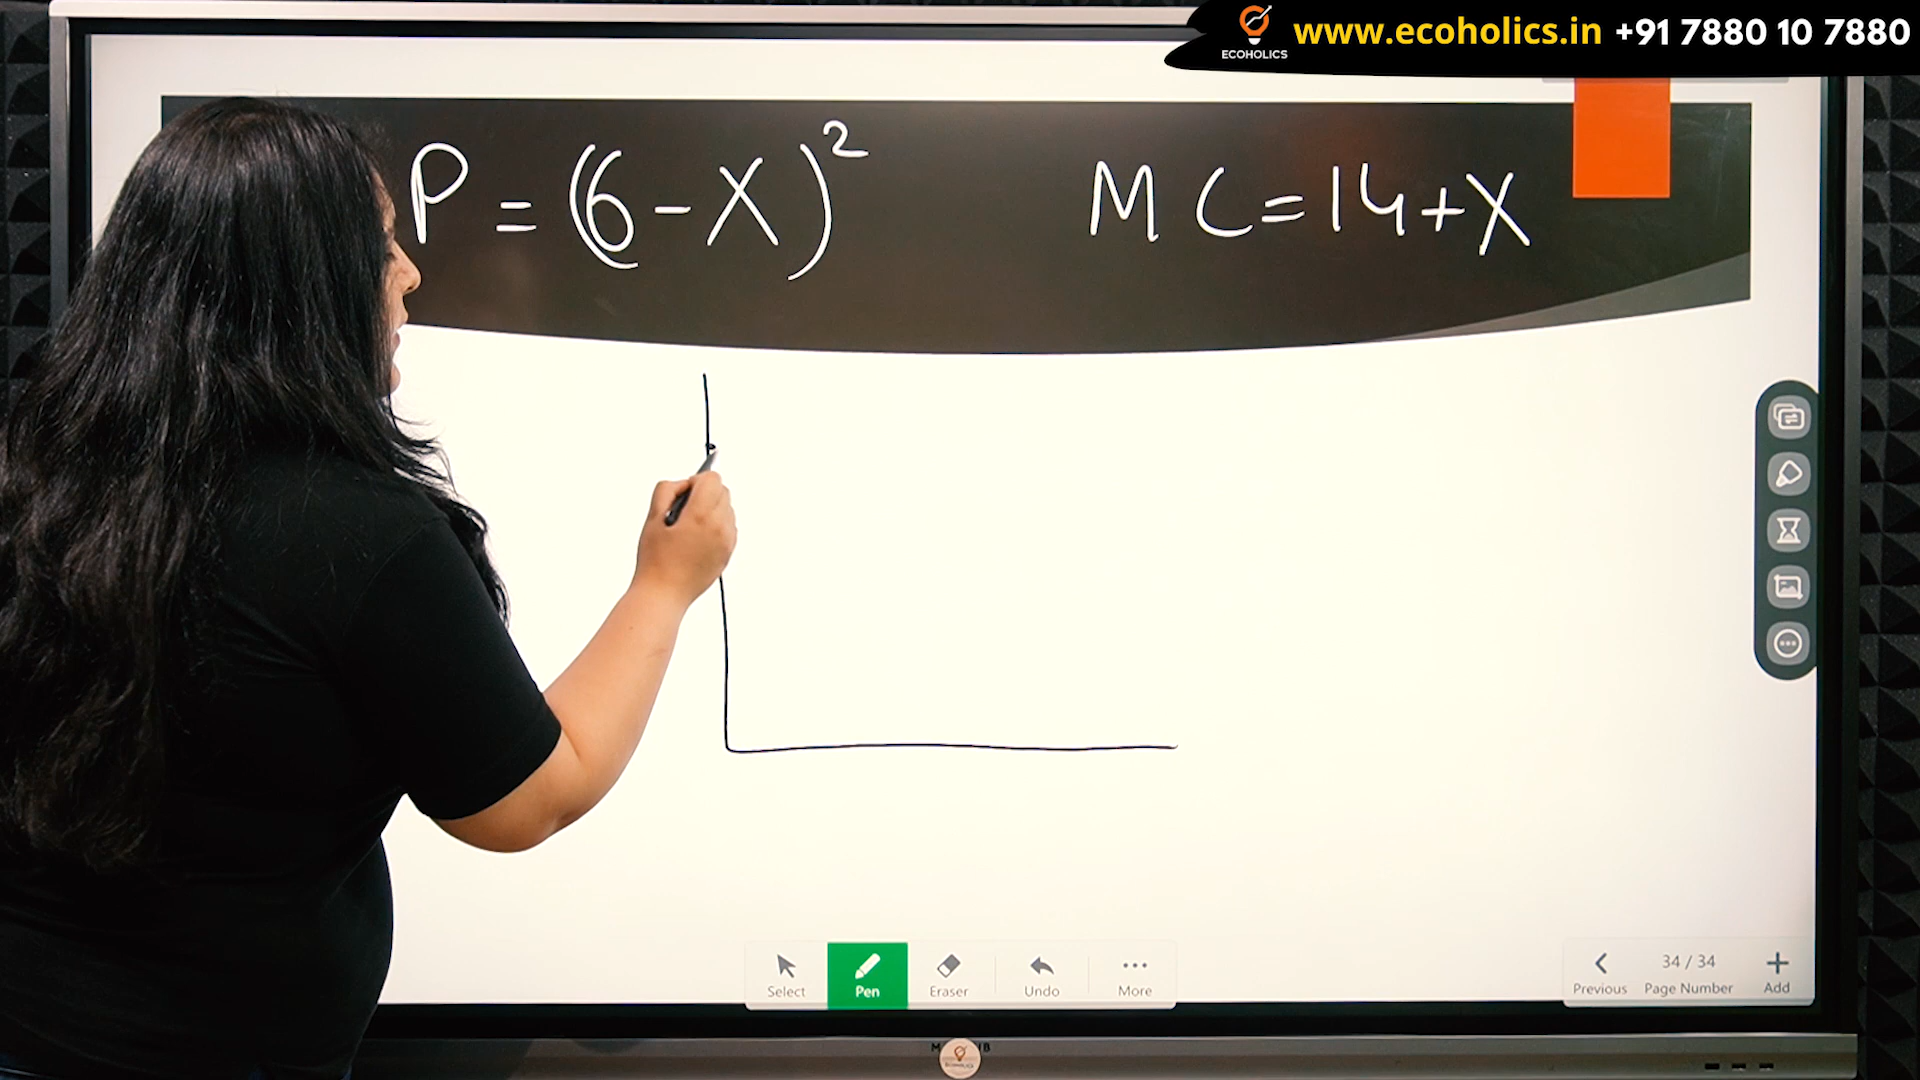 ECOHOLICS
www.ecoholics.in +91 7880 10 7880
P = (6-X)² MC=14+X
Select Pen Eraser Undo More
Previous 34 / 34 Page Number Add